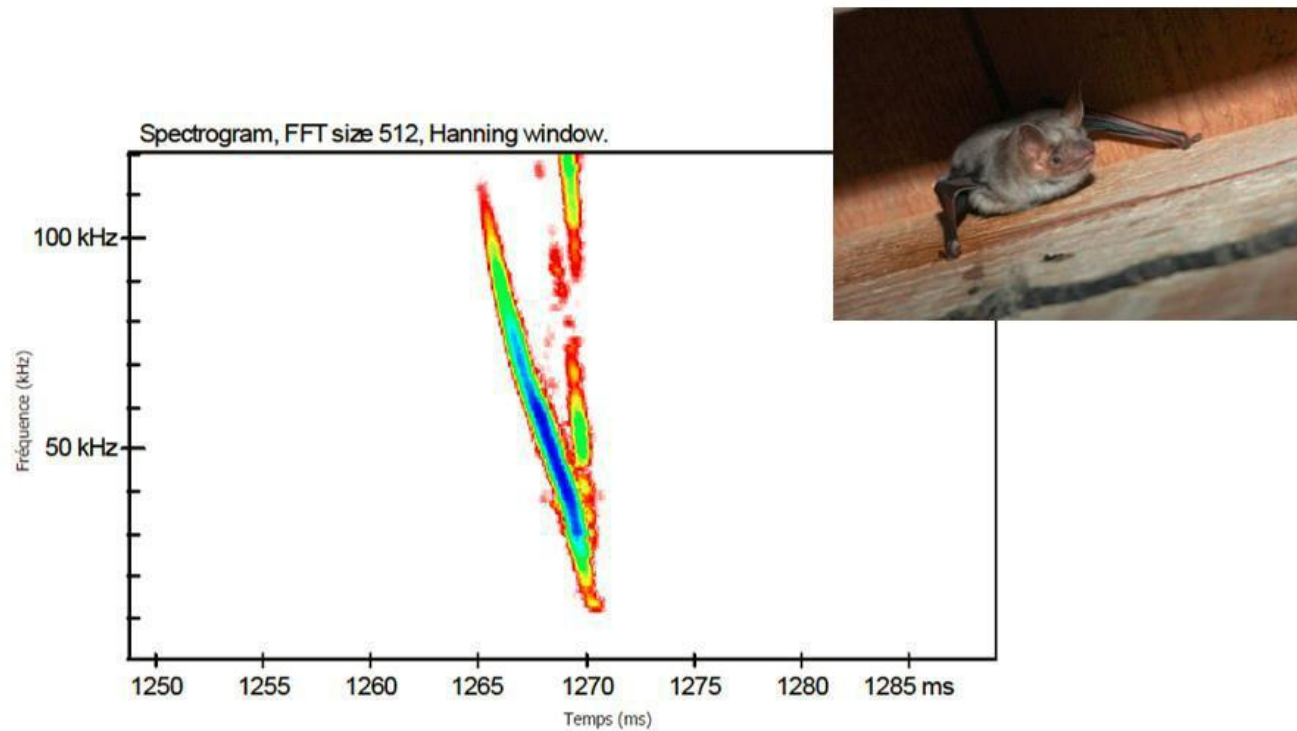 Spectrogram, FFT size 512, Hanning window.
100 kHz
Fréquence (kHz)
50 kHz
1250 1255 1260 1265 1270 1275 1280 1285 ms
Temps (ms)